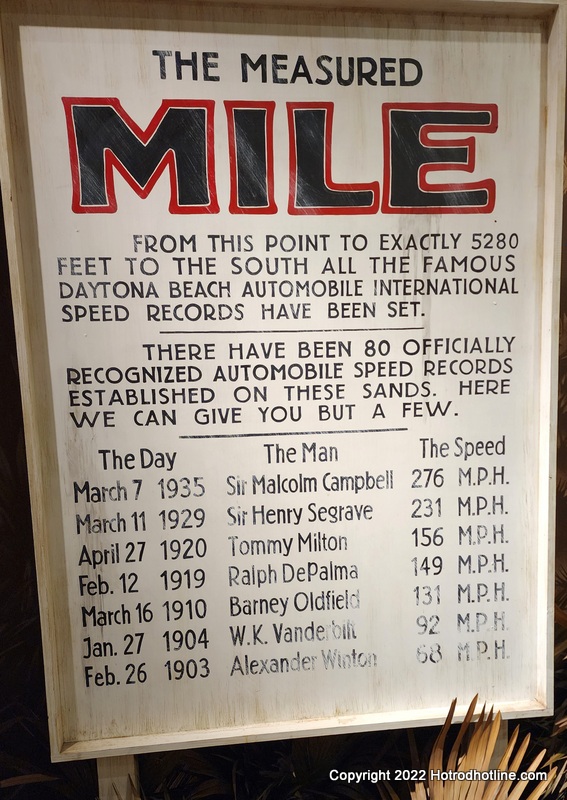 THE MEASURED
MILE
FROM THIS POINT TO EXACTLY 5280
FEET TO THE SOUTH ALL THE FAMOUS
DAYTONA BEACH AUTOMOBILE INTERNATIONAL
SPEED RECORDS HAVE BEEN SET.
THERE HAVE BEEN 80 OFFICIALLY
RECOGNIZED AUTOMOBILE SPEED RECORDS
ESTABLISHED ON THESE SANDS. HERE
WE CAN GIVE YOU BUT A FEW.
The Day The Man The Speed
March 7 1935 Sir Malcolm Campbell 276 M.P.H.
March 11 1929 Sir Henry Segrave 231 M.P.H.
April 27 1920 Tommy Milton 156 M.P.H.
Feb. 12 1919 Ralph DePalma 149 M.P.H.
March 16 1910 Barney Oldfield 131 M.P.H.
Jan. 27 1904 W.K. Vanderbilt 92 M.P.H.
Feb. 26 1903 Alexander Winton 68 M.P.H.
Copyright 2022 Hotrodhotline.com